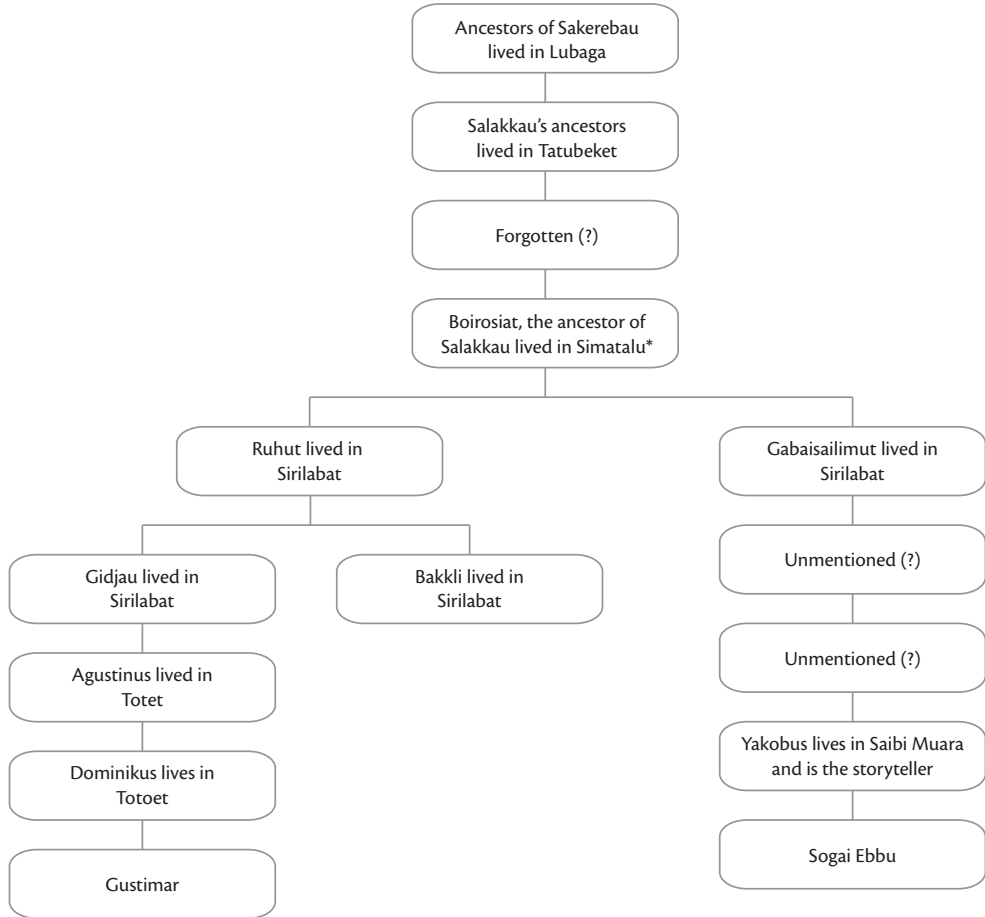 Ancestors of Sakerebau
lived in Lubaga
Salakkau's ancestors
lived in Tatubeket
Forgotten (?)
Boirosiat, the ancestor of
Salakkau lived in Simatalu*
Ruhut lived in
Sirilabat
Gabaisailimut lived in
Sirilabat
Gidjau lived in
Sirilabat
Bakkli lived in
Sirilabat
Unmentioned (?)
Agustinus lived in
Totet
Unmentioned (?)
Dominikus lives in
Totoet
Yakobus lives in Saibi Muara
and is the storyteller
Gustimar
Sogai Ebbu